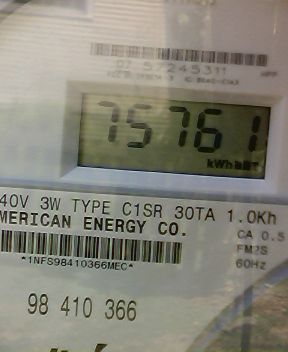 75761
kWh
40V 3W TYPE C1SR 30TA 1.0Kh
MERICAN ENERGY CO.
CA 0.5
FM2S
*1NFS98410366MEC*
60Hz
98 410 366